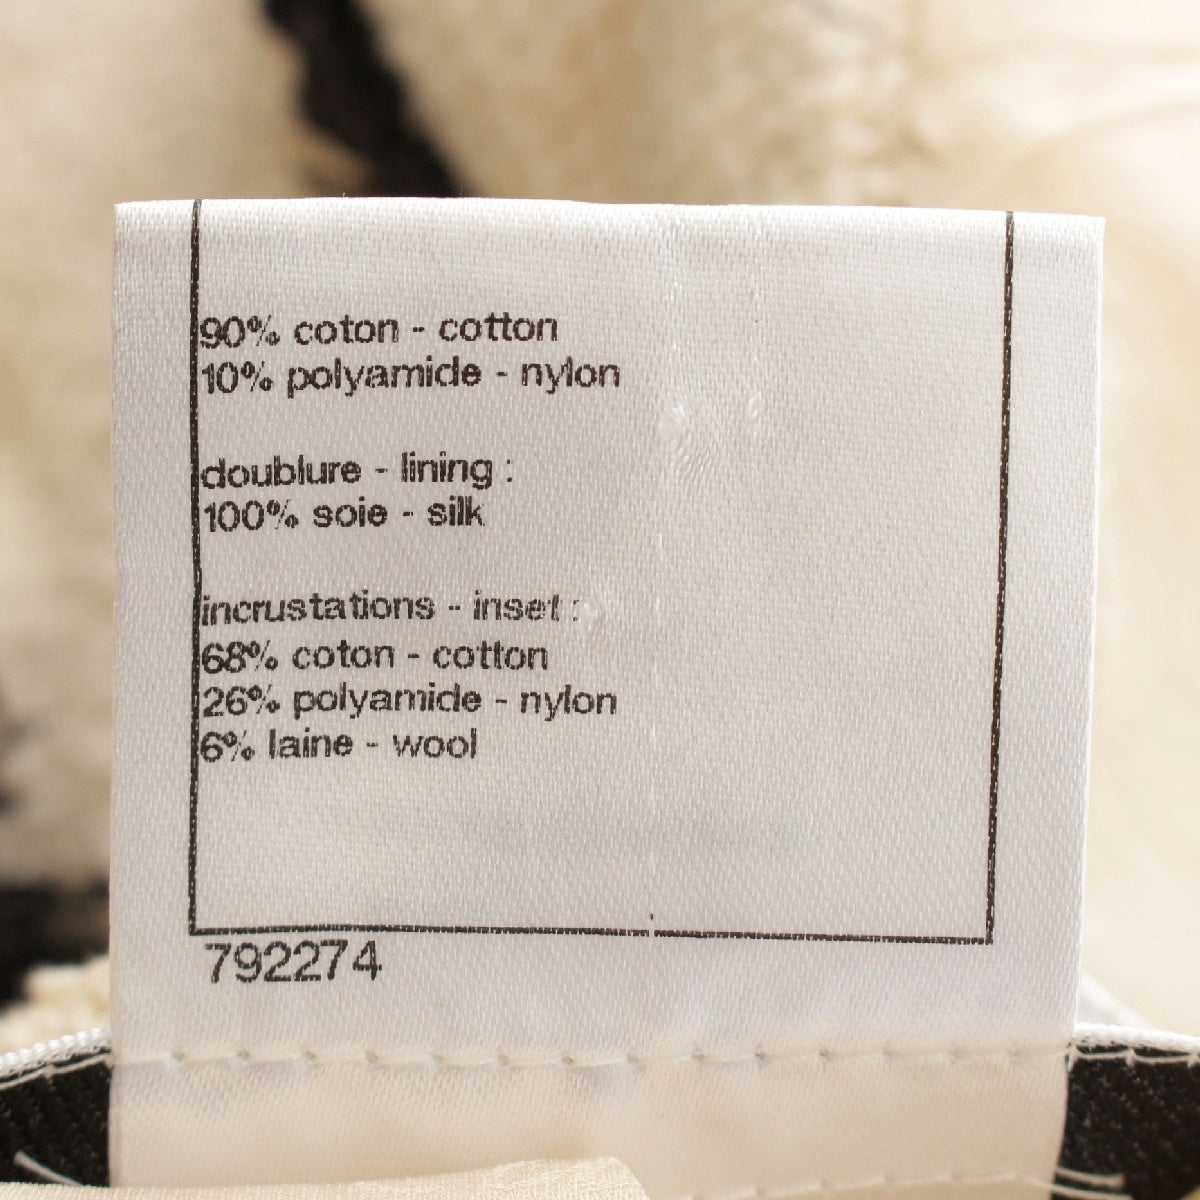 90% coton - cotton
10% polyamide - nylon
doublure - lining :
100% soie - silk
incrustations - inset :
68% coton - cotton
26% polyamide - nylon
6% laine - wool
792274